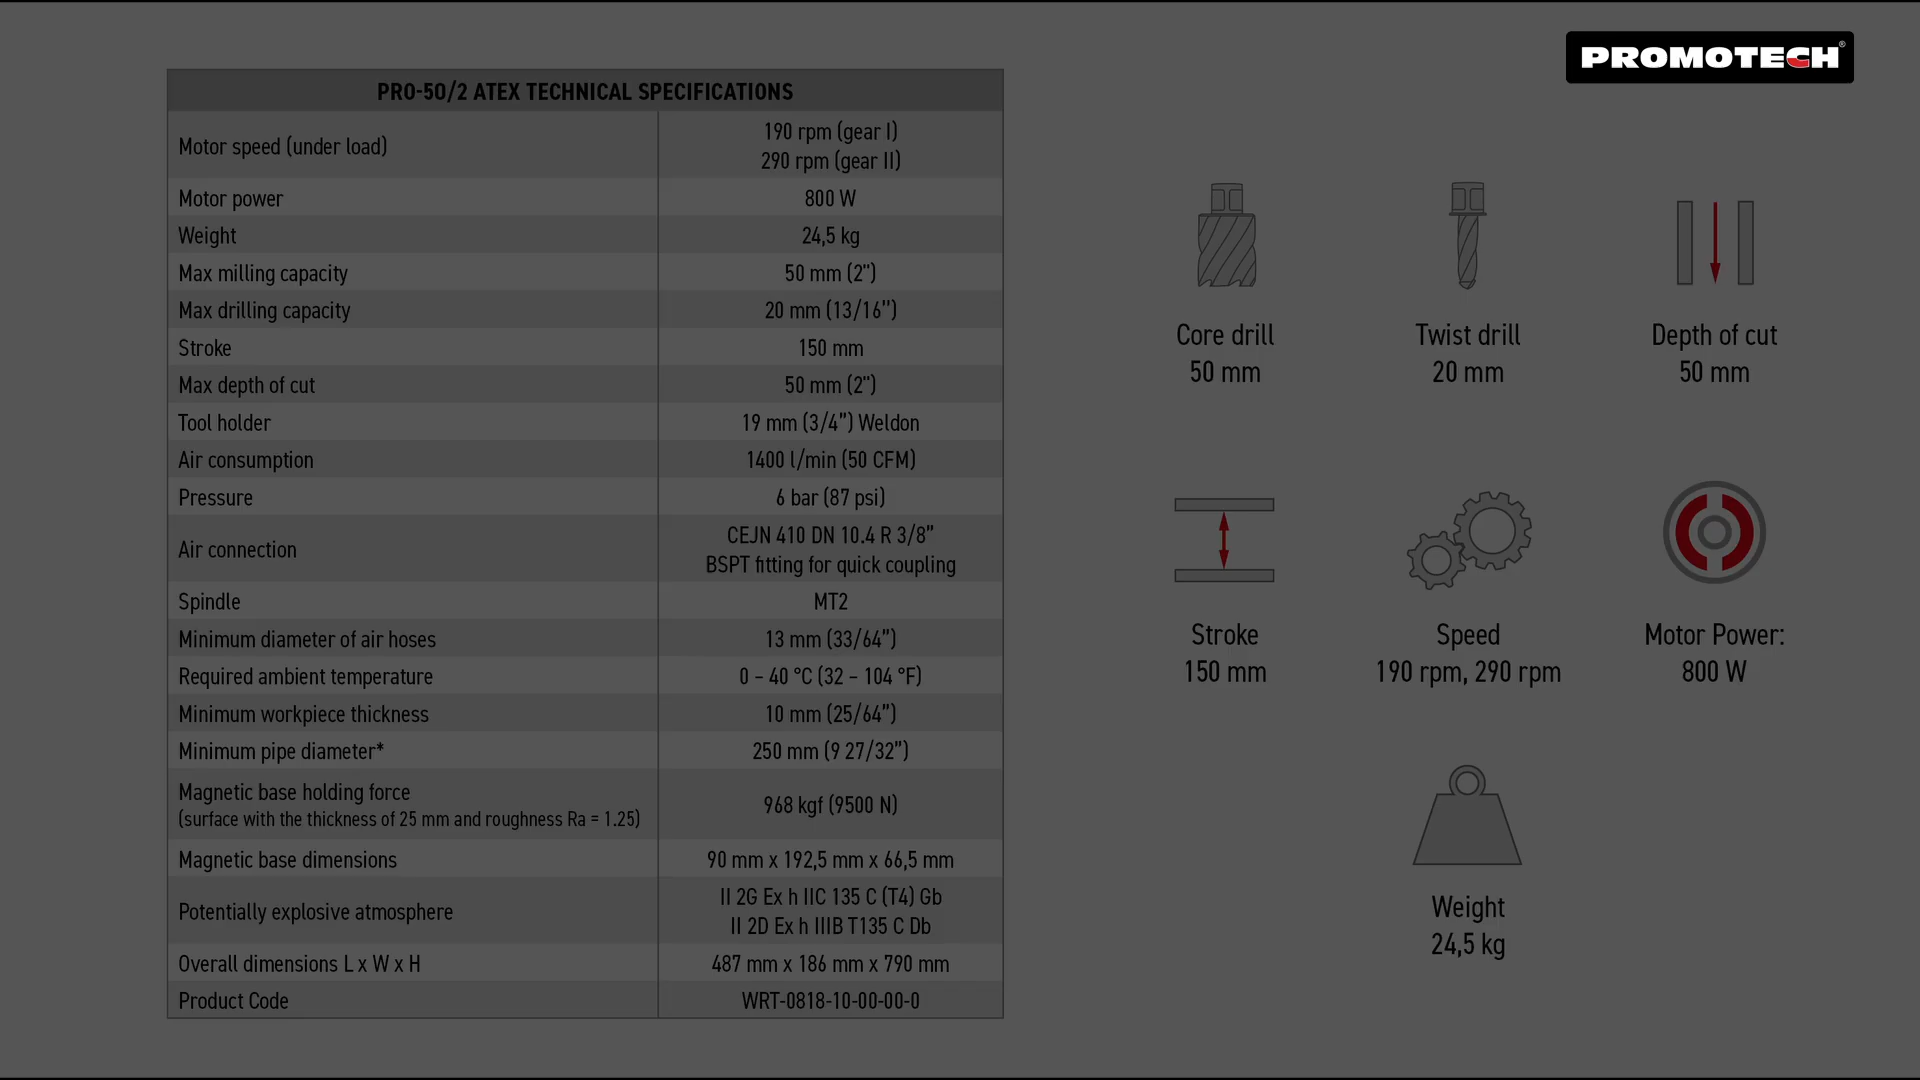 PROMOTECH®
PRO-50/2 ATEX TECHNICAL SPECIFICATIONS
Motor speed (under load)
190 rpm (gear I)
290 rpm (gear II)
Motor power
800 W
Weight
24,5 kg
Max milling capacity
50 mm (2")
Max drilling capacity
20 mm (13/16'')
Stroke
150 mm
Max depth of cut
50 mm (2")
Tool holder
19 mm (3/4”) Weldon
Air consumption
1400 l/min (50 CFM)
Pressure
6 bar (87 psi)
Air connection
CEJN 410 DN 10.4 R 3/8”
BSPT fitting for quick coupling
Spindle
MT2
Minimum diameter of air hoses
13 mm (33/64”)
Required ambient temperature
0 – 40 °C (32 – 104 °F)
Minimum workpiece thickness
10 mm (25/64”)
Minimum pipe diameter*
250 mm (9 27/32”)
Magnetic base holding force
(surface with the thickness of 25 mm and roughness Ra = 1.25)
968 kgf (9500 N)
Magnetic base dimensions
90 mm x 192,5 mm x 66,5 mm
Potentially explosive atmosphere
II 2G Ex h IIC 135 C (T4) Gb
II 2D Ex h IIIB T135 C Db
Overall dimensions L x W x H
487 mm x 186 mm x 790 mm
Product Code
WRT-0818-10-00-00-0
Core drill
50 mm
Twist drill
20 mm
Depth of cut
50 mm
Stroke
150 mm
Speed
190 rpm, 290 rpm
Motor Power:
800 W
Weight
24,5 kg